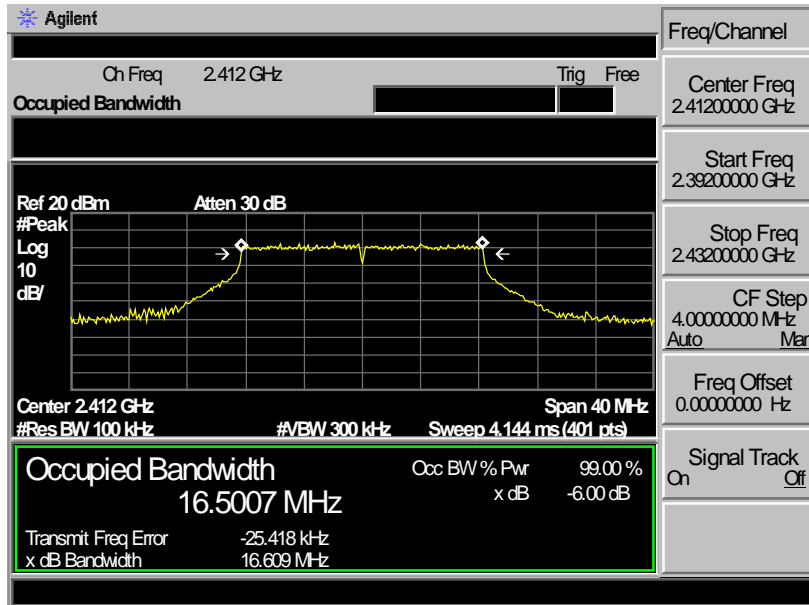 Agilent
Ch Freq 2.412 GHz Trig Free
Occupied Bandwidth
Ref 20 dBm Atten 30 dB
#Peak
Log
10
dB/
Center 2.412 GHz Span 40 MHz
#Res BW 100 kHz #VBW 300 kHz Sweep 4.144 ms (401 pts)
Occupied Bandwidth
16.5007 MHz
Occ BW % Pwr 99.00 %
x dB -6.00 dB
Transmit Freq Error -25.418 kHz
x dB Bandwidth 16.609 MHz
Freq/Channel
Center Freq
2.41200000 GHz
Start Freq
2.39200000 GHz
Stop Freq
2.43200000 GHz
CF Step
4.00000000 MHz
Auto Man
Freq Offset
0.00000000 Hz
Signal Track
On Off